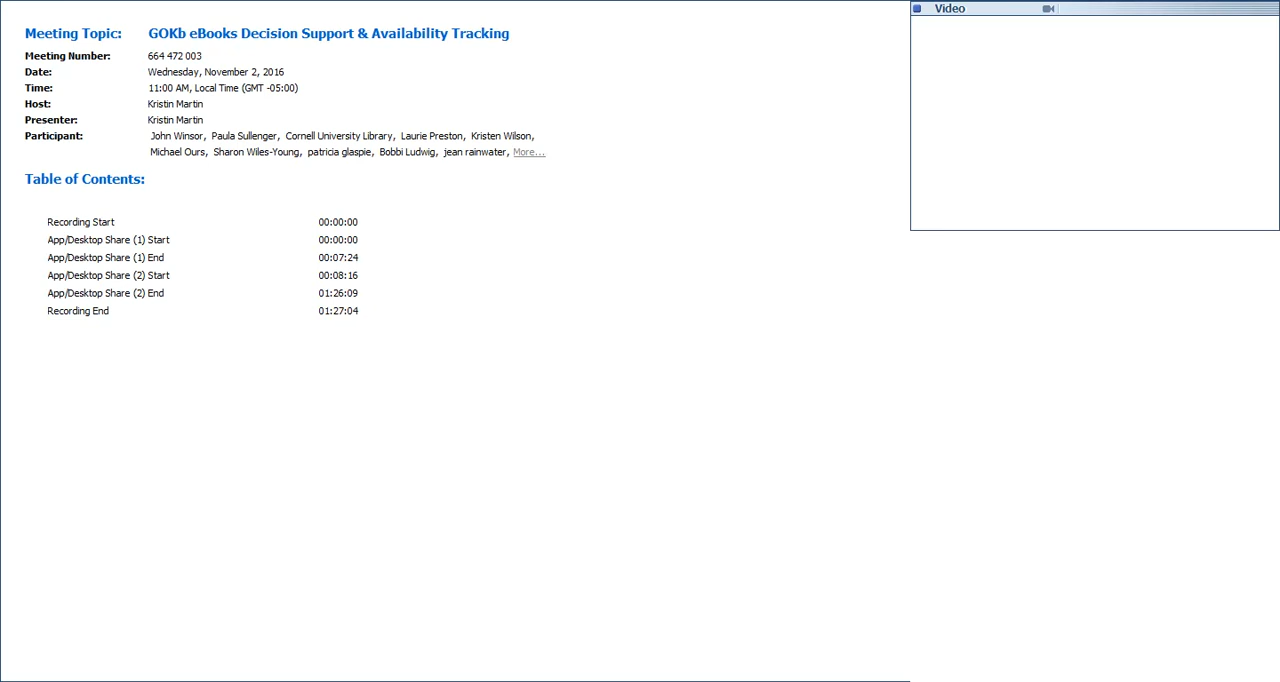 Meeting Topic: GOKb eBooks Decision Support & Availability Tracking
Meeting Number: 664 472 003
Date: Wednesday, November 2, 2016
Time: 11:00 AM, Local Time (GMT -05:00)
Host: Kristin Martin
Presenter: Kristin Martin
Participant: John Winsor, Paula Sullenger, Cornell University Library, Laurie Preston, Kristen Wilson,
Michael Ours, Sharon Wiles-Young, patricia glaspie, Bobbi Ludwig, jean rainwater, More...
Table of Contents:
Recording Start 00:00:00
App/Desktop Share (1) Start 00:00:00
App/Desktop Share (1) End 00:07:24
App/Desktop Share (2) Start 00:08:16
App/Desktop Share (2) End 01:26:09
Recording End 01:27:04
Video